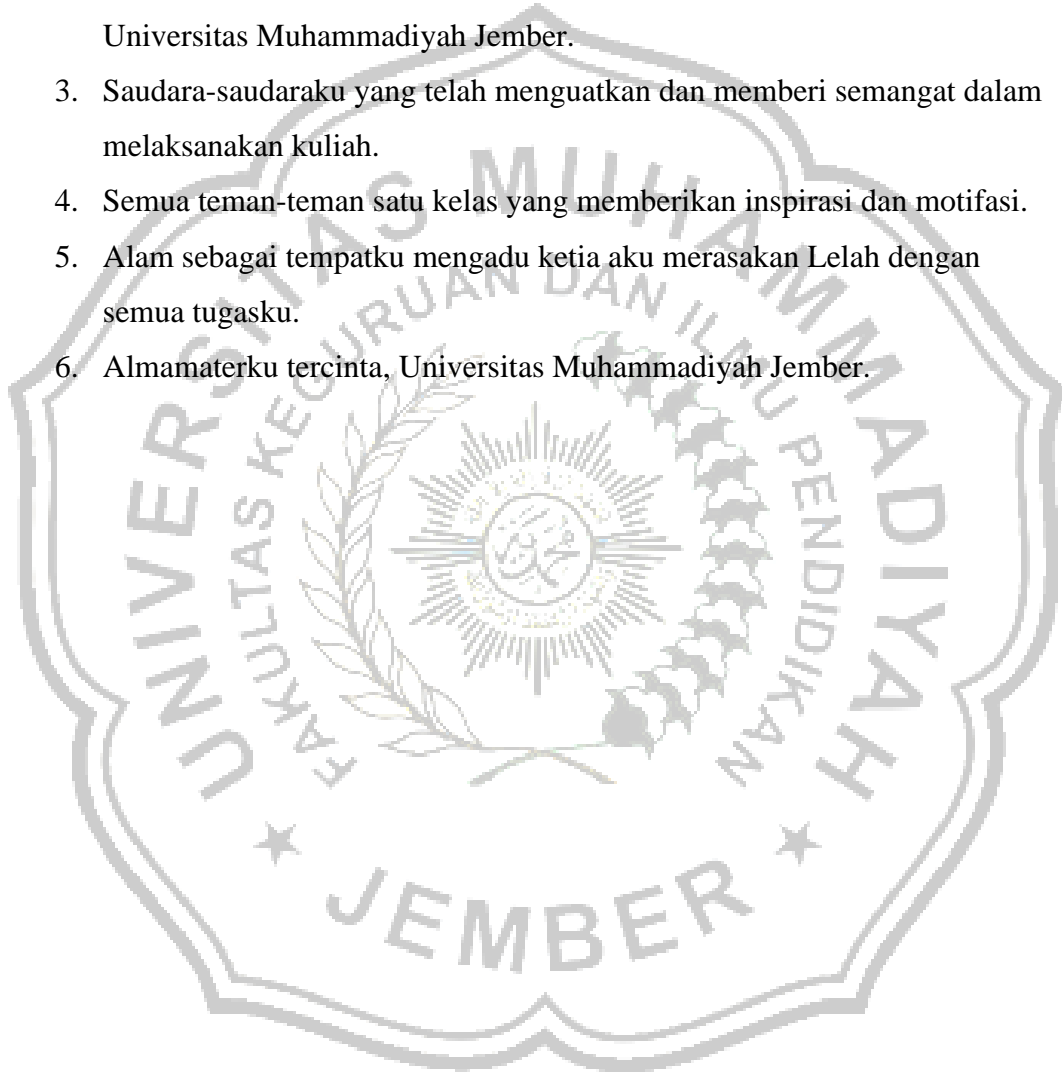 Universitas Muhammadiyah Jember.
3. Saudara-saudaraku yang telah menguatkan dan memberi semangat dalam
melaksanakan kuliah.
4. Semua teman-teman satu kelas yang memberikan inspirasi dan motifasi.
5. Alam sebagai tempatku mengadu ketia aku merasakan Lelah dengan
semua tugasku.
6. Almamaterku tercinta, Universitas Muhammadiyah Jember.
UNIVERSITAS MUHAMMADIYAH
FAKULTAS KEGURUAN DAN ILMU PENDIDIKAN
JEMBER